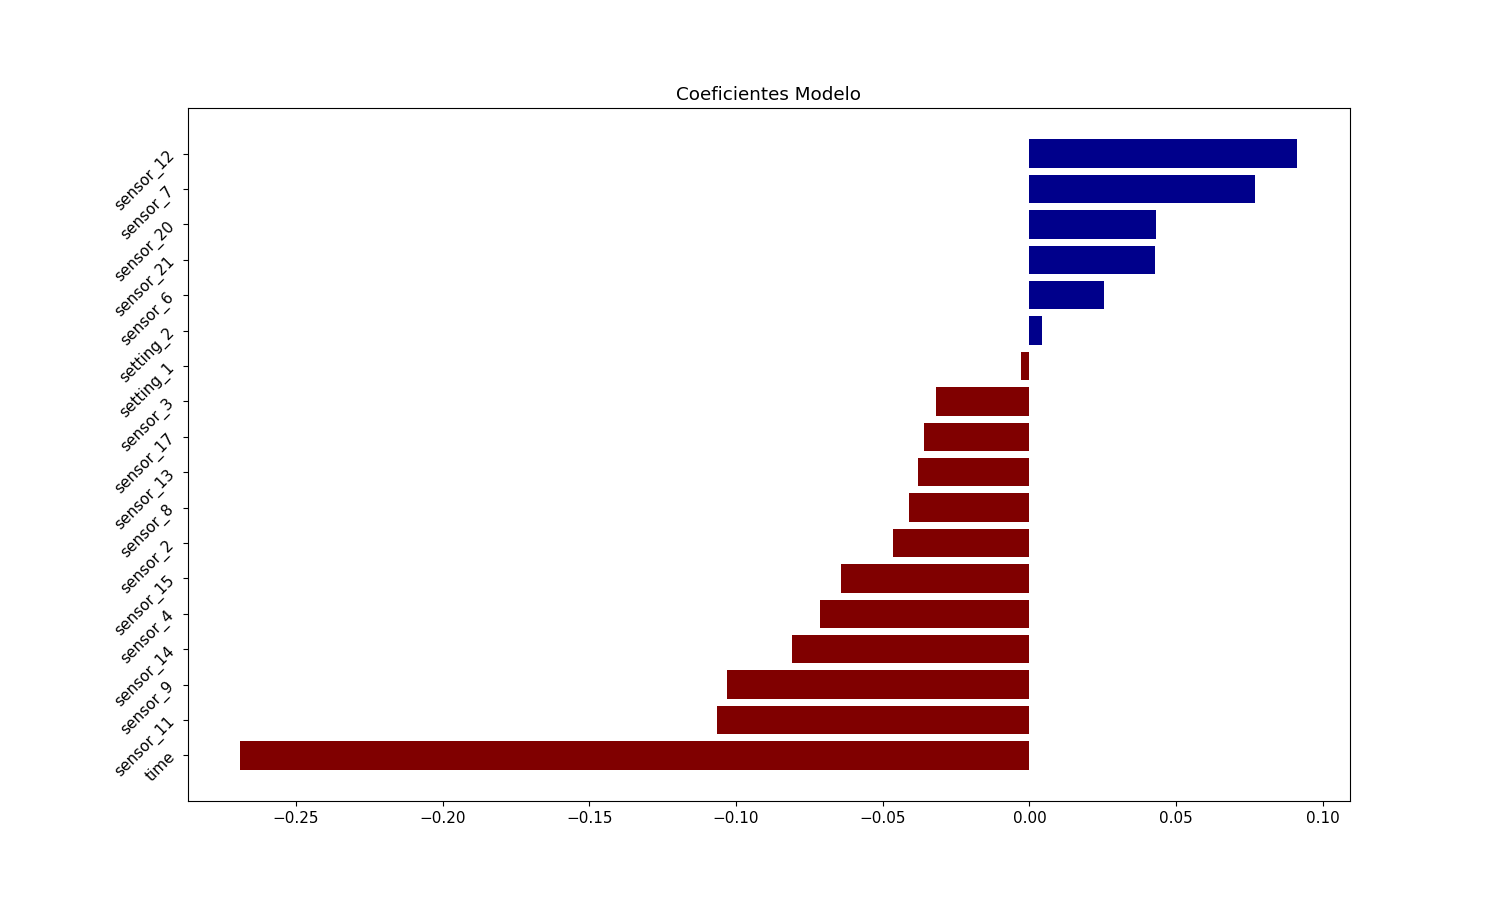 Coeficientes Modelo
sensor_12
sensor_7
sensor_20
sensor_21
sensor_6
setting_2
setting_1
sensor_3
sensor_17
sensor_13
sensor_8
sensor_2
sensor_15
sensor_4
sensor_14
sensor_9
sensor_11
time
−0.25 −0.20 −0.15 −0.10 −0.05 0.00 0.05 0.10